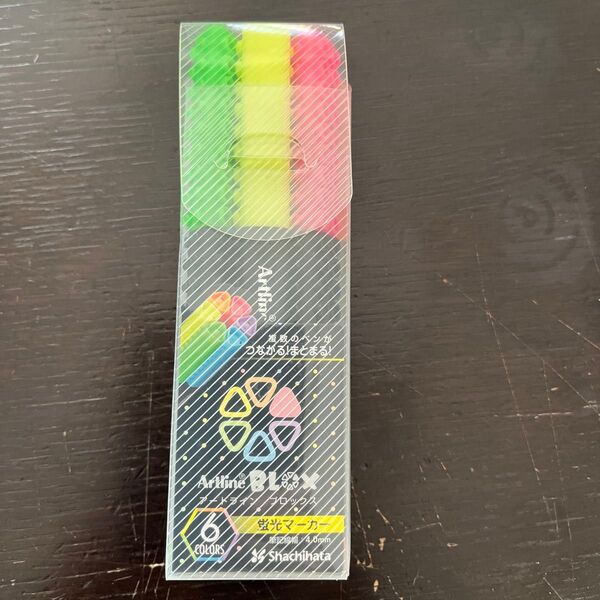 Artline®
複数のペンが
つながる!まとまる!
Artline®BLOX
アートライン ブロックス
6
COLORS
蛍光マーカー
筆記線幅:4.0mm
Shachihata